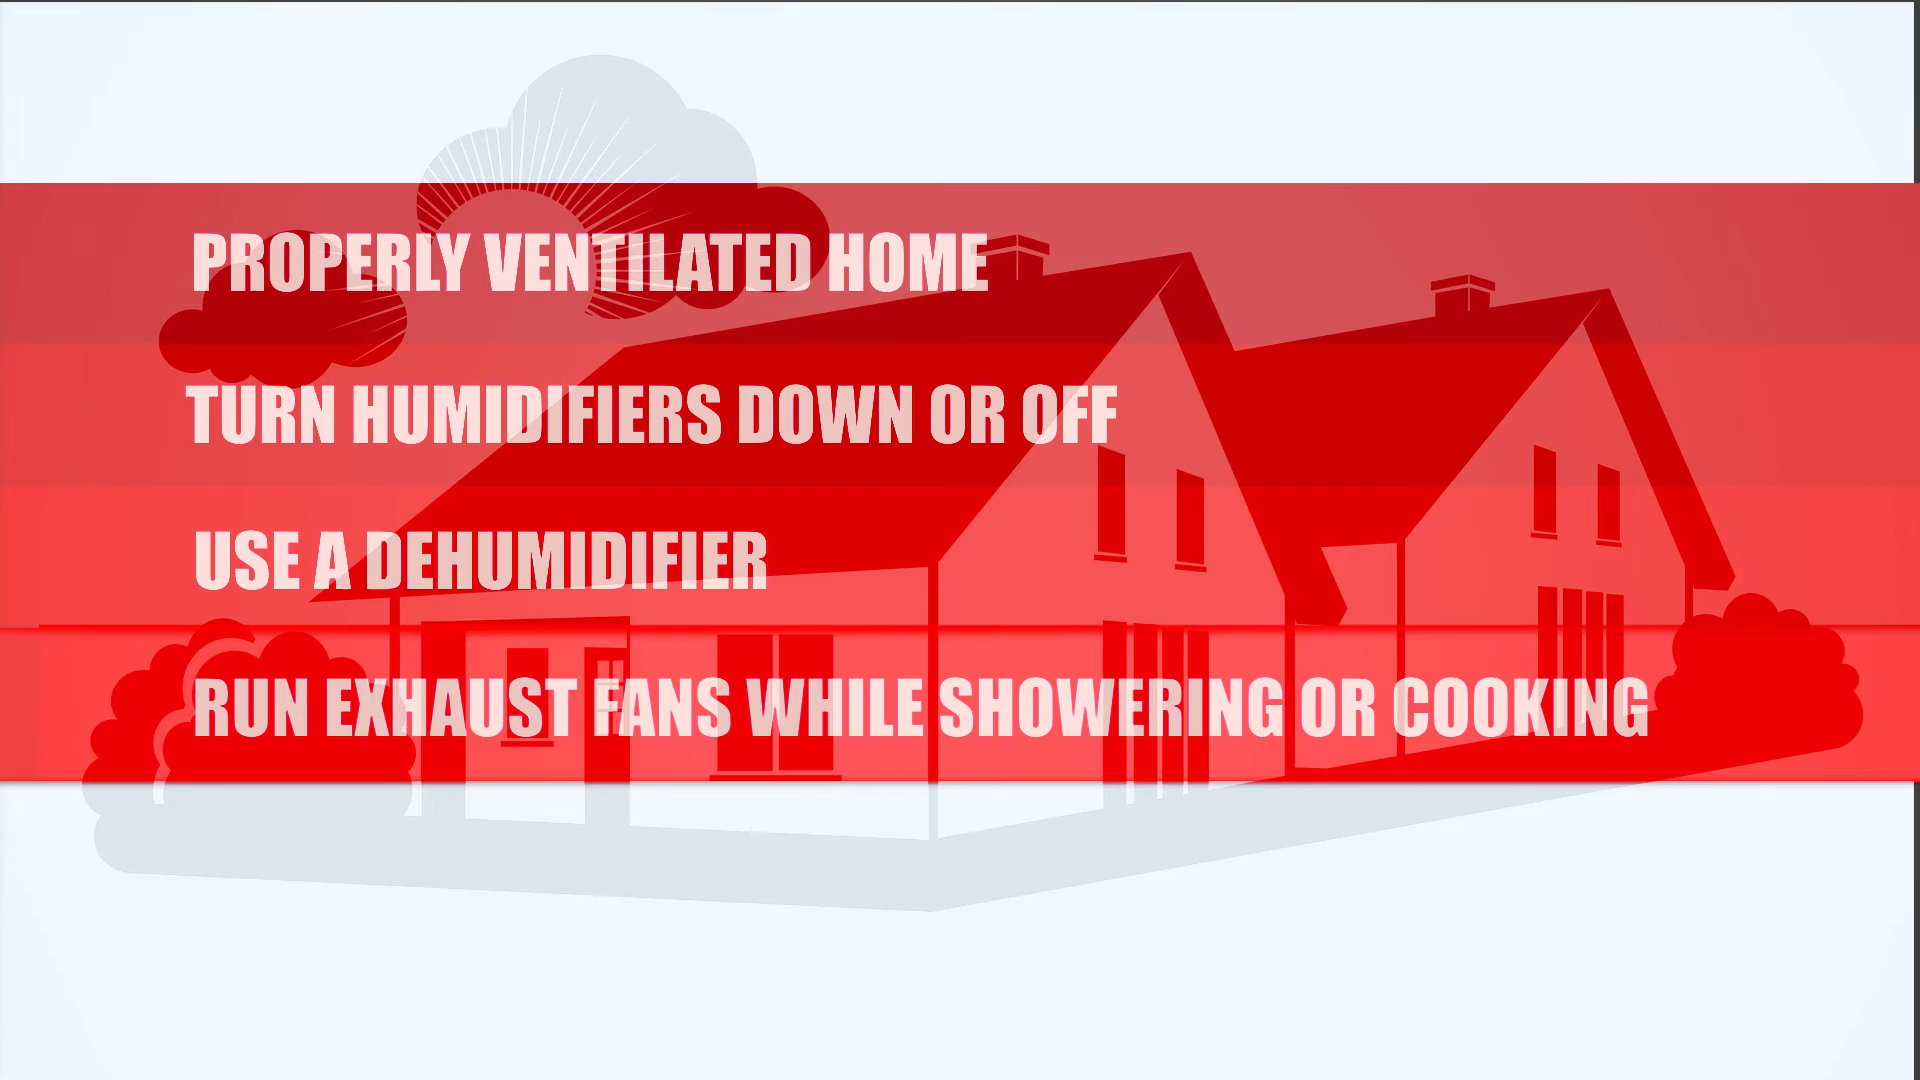 PROPERLY VENTILATED HOME
TURN HUMIDIFIERS DOWN OR OFF
USE A DEHUMIDIFIER
RUN EXHAUST FANS WHILE SHOWERING OR COOKING